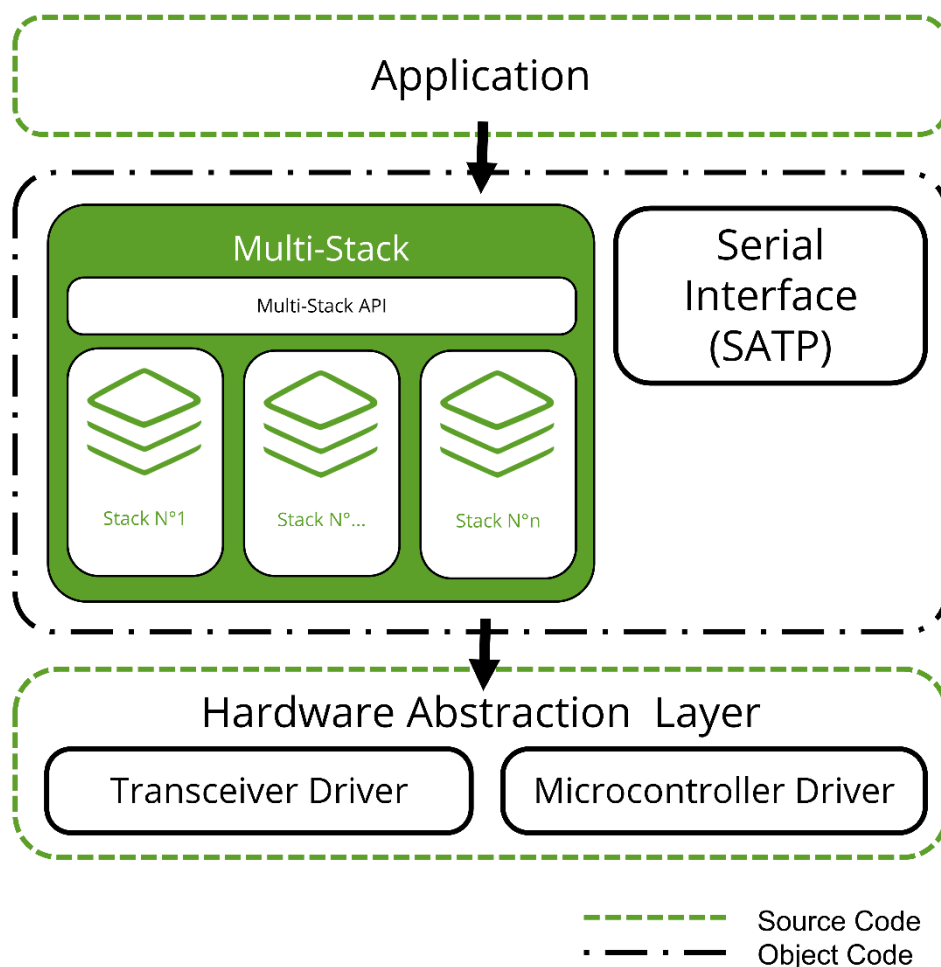 Application
Multi-Stack
Serial
Interface
(SATP)
Multi-Stack API
Stack N°1
Stack N°...
Stack N°n
Hardware Abstraction Layer
Transceiver Driver
Microcontroller Driver
Source Code
Object Code